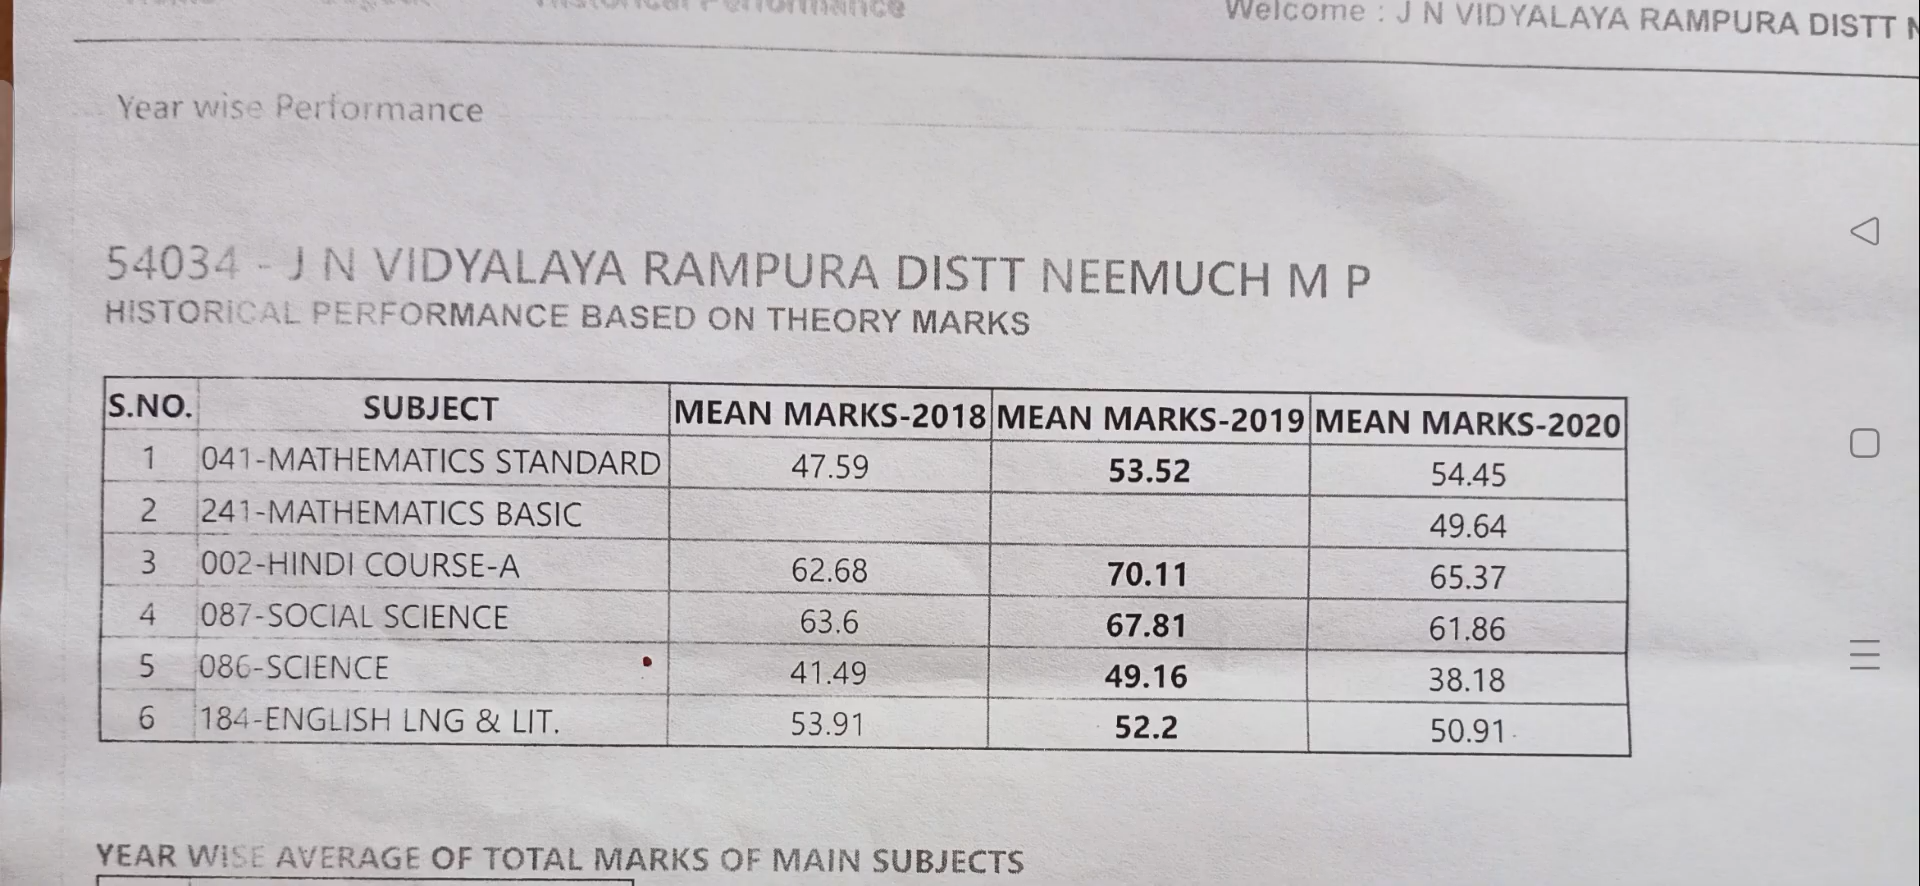 Historical Performance
Welcome : J N VIDYALAYA RAMPURA DISTT N
Year wise Performance
54034 - J N VIDYALAYA RAMPURA DISTT NEEMUCH M P
HISTORICAL PERFORMANCE BASED ON THEORY MARKS
S.NO. SUBJECT MEAN MARKS-2018 MEAN MARKS-2019 MEAN MARKS-2020
1 041-MATHEMATICS STANDARD 47.59 53.52 54.45
2 241-MATHEMATICS BASIC 49.64
3 002-HINDI COURSE-A 62.68 70.11 65.37
4 087-SOCIAL SCIENCE 63.6 67.81 61.86
5 086-SCIENCE 41.49 49.16 38.18
6 184-ENGLISH LNG & LIT. 53.91 52.2 50.91
YEAR WISE AVERAGE OF TOTAL MARKS OF MAIN SUBJECTS